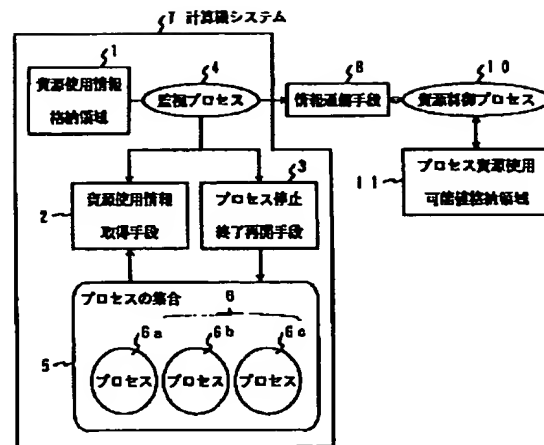 7 計算機システム
1
資源使用情報
格納領域
4
監視プロセス
8
情報通信手段
10
資源制御プロセス
11
プロセス資源使用
可能値格納領域
2
資源使用情報
取得手段
3
プロセス停止
終了再開手段
5
プロセスの集合
6
6a
プロセス
6b
プロセス
6c
プロセス